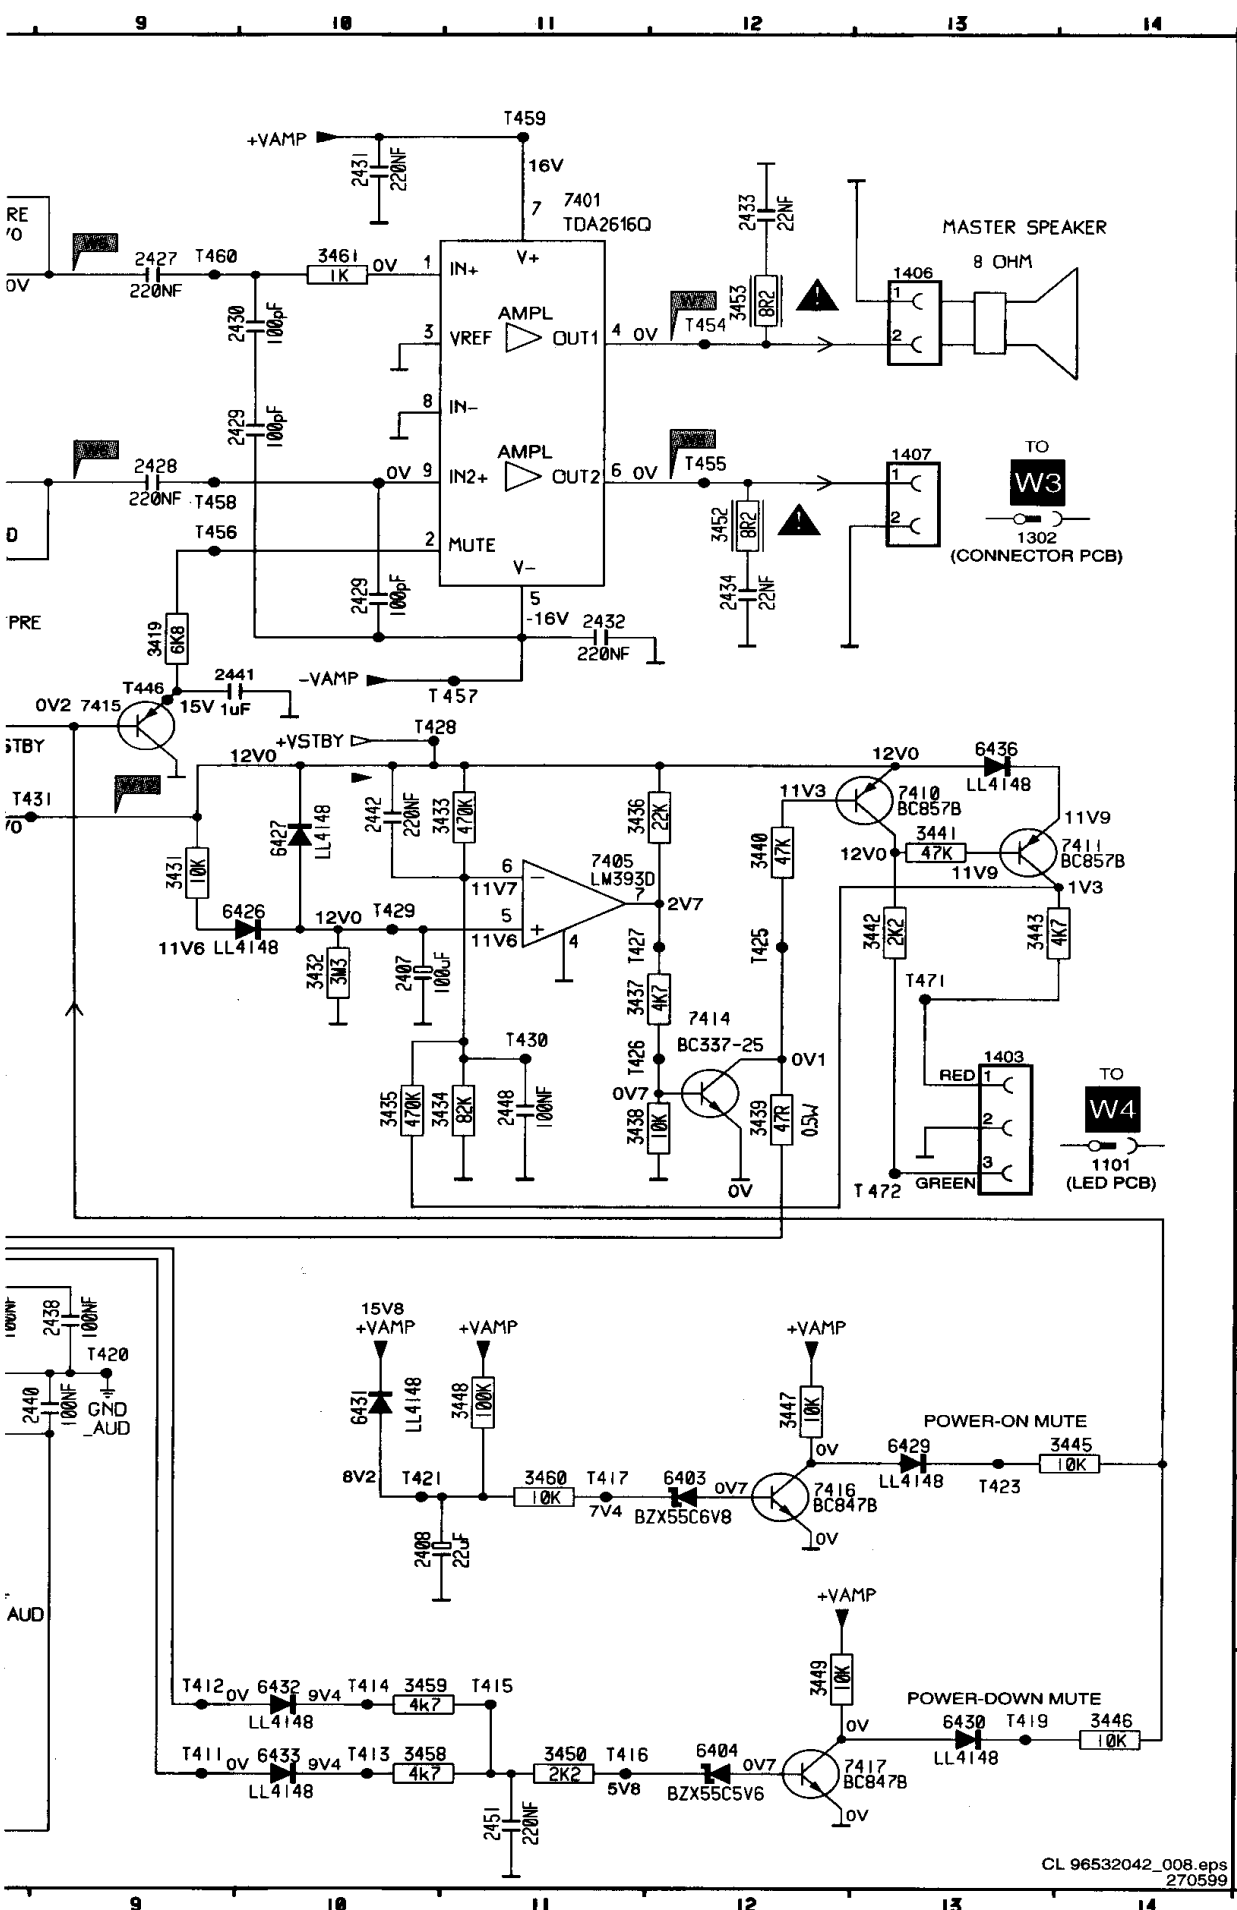 9 10 11 12 13 14
T459
+VAMP
2431
220NF
16V
7401
TDA2616Q
7
V+
2433
22NF
MASTER SPEAKER
8 OHM
RE
/O
0V
2427
220NF
T460
3461
1K
0V
1
IN+
2430
100pF
AMPL
3
VREF
OUT1
4
0V
W7
T454
3453
8R2
1406
1
2
8
IN-
2429
100pF
2428
220NF
T458
0V
9
IN2+
AMPL
OUT2
6
0V
T455
1407
1
2
TO
W3
1302
(CONNECTOR PCB)
3452
8R2
2434
22NF
D
T456
2
MUTE
V-
5
-16V
2429
100pF
2432
220NF
PRE
3419
6K8
-VAMP
T457
T446
2441
1uF
15V
0V2
7415
STBY
+VSTBY
T428
12V0
12V0
6436
LL4148
T431
/O
6427
LL4148
2442
220NF
3433
470K
3436
22K
11V3
7410
BC857B
11V9
3431
10K
7405
LM393D
6
11V7
7
2V7
3440
47K
12V0
3441
47K
11V9
7411
BC857B
1V3
6426
LL4148
11V6
12V0
T429
5
11V6
4
T427
T425
3442
2K2
3443
4K7
3432
3M3
2407
100uF
3437
4K7
T471
7414
BC337-25
T430
T426
0V1
0V7
1403
RED
1
2
3
GREEN
TO
W4
1101
(LED PCB)
3435
470K
3434
82K
2448
100NF
3438
10K
3439
47R
0.5W
0V
T472
100NF
2438
100NF
T420
2440
100NF
GND
_AUD
15V8
+VAMP
+VAMP
+VAMP
6431
LL4148
3448
100K
3447
10K
POWER-ON MUTE
0V
6429
LL4148
T423
3445
10K
8V2
T421
3460
10K
T417
7V4
6403
BZX55C6V8
0V7
7416
BC847B
0V
2408
22uF
AUD
+VAMP
3449
10K
T412
0V
6432
LL4148
9V4
T414
3459
4k7
T415
POWER-DOWN MUTE
0V
6430
LL4148
T419
3446
10K
T411
0V
6433
LL4148
9V4
T413
3458
4k7
3450
2K2
T416
5V8
6404
BZX55C5V6
0V7
7417
BC847B
0V
2451
220NF
CL 96532042_008.eps
270599
9 10 11 12 13 14